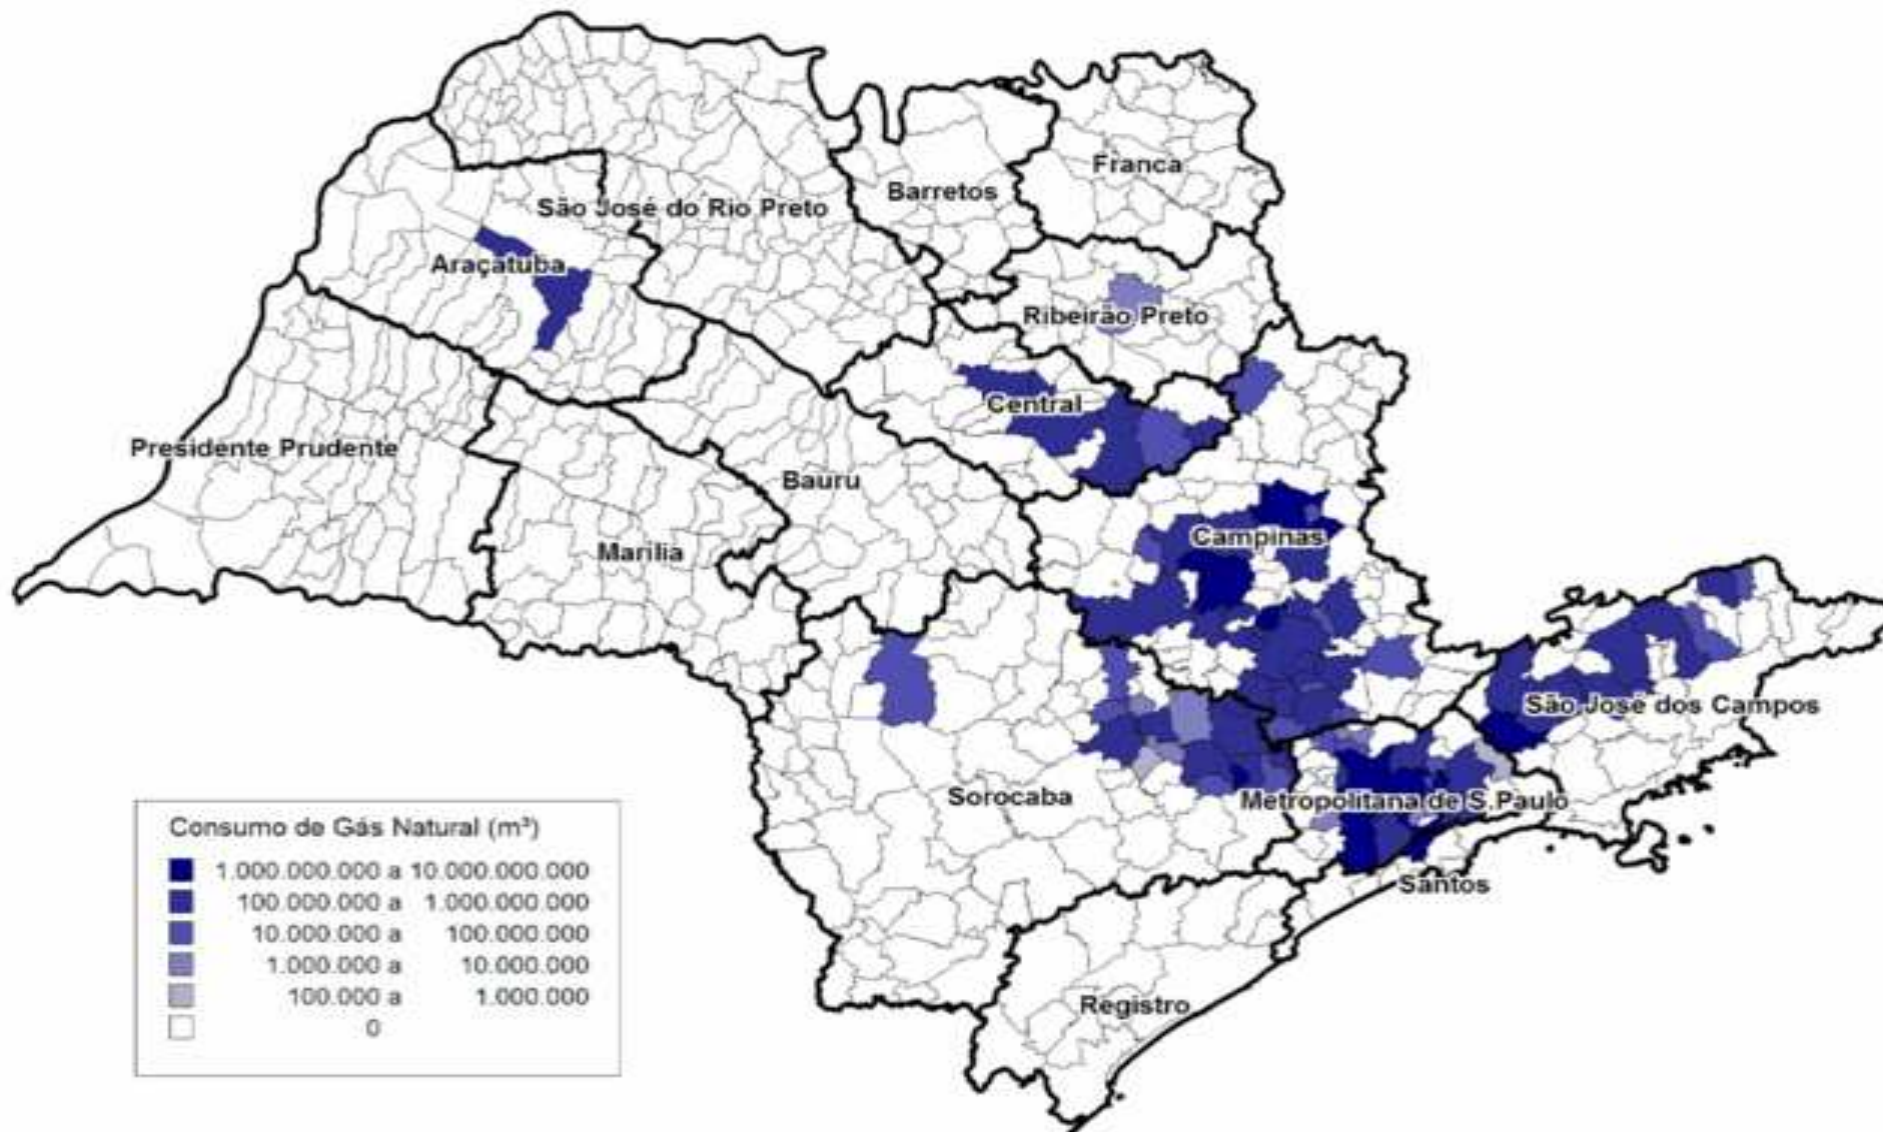 Franca
Barretos
São José do Rio Preto
Araçatuba
Ribeirão Preto
Central
Presidente Prudente
Bauru
Campinas
Marília
São José dos Campos
Sorocaba
Metropolitana de S.Paulo
Santos
Registro
Consumo de Gás Natural (m³)
1.000.000.000 a 10.000.000.000
100.000.000 a 1.000.000.000
10.000.000 a 100.000.000
1.000.000 a 10.000.000
100.000 a 1.000.000
0